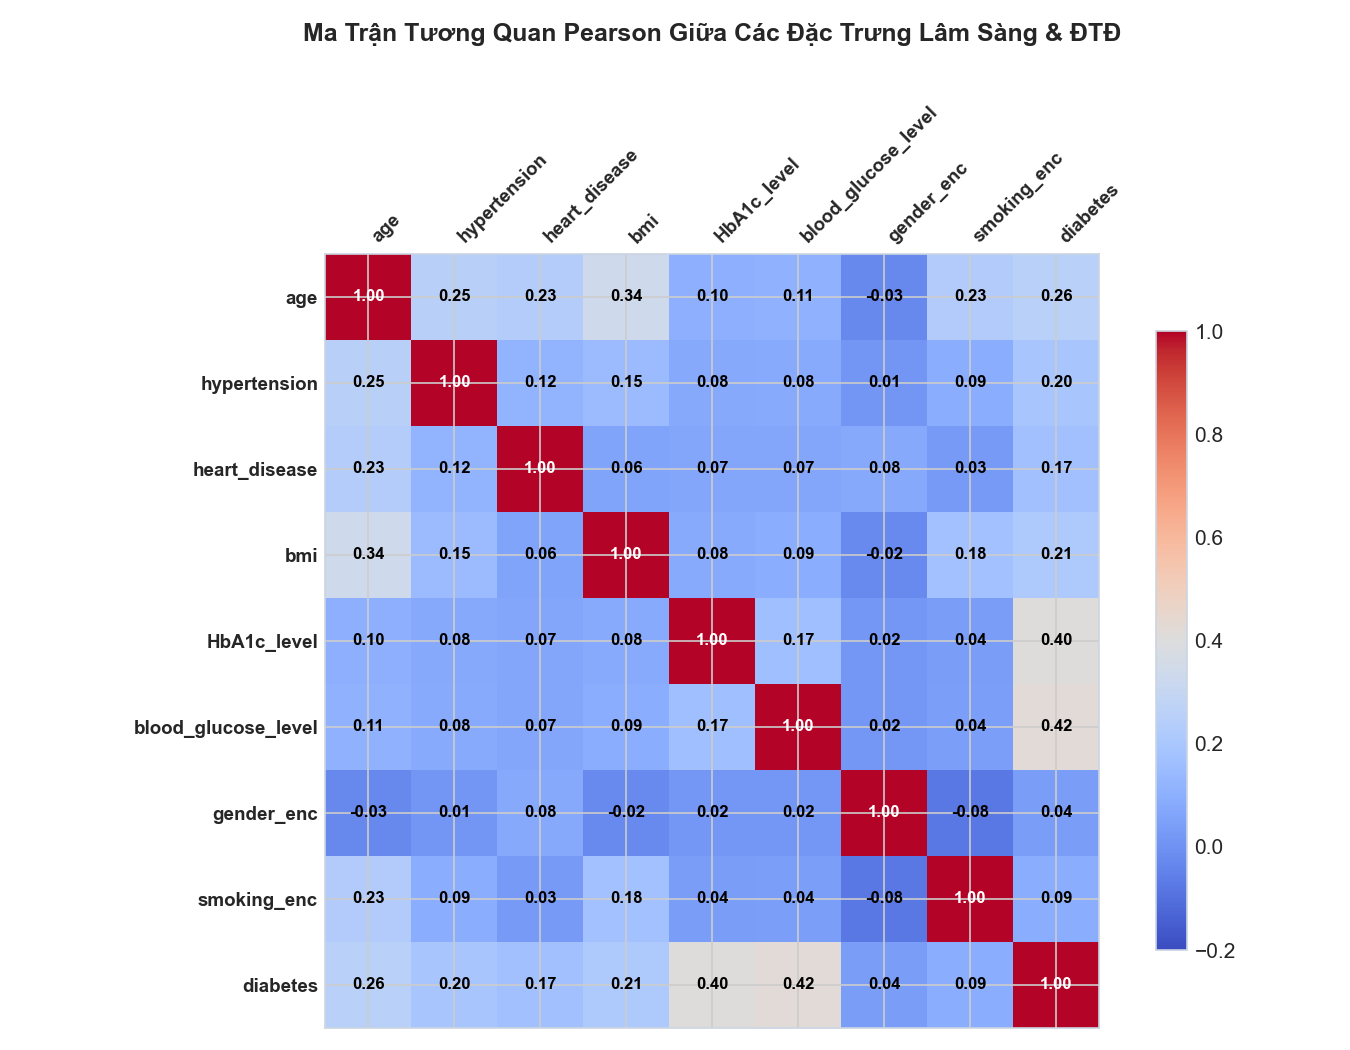 Ma Trận Tương Quan Pearson Giữa Các Đặc Trưng Lâm Sàng & ĐTĐ
age hypertension heart_disease bmi HbA1c_level blood_glucose_level gender_enc smoking_enc diabetes
age 1.00 0.25 0.23 0.34 0.10 0.11 -0.03 0.23 0.26
hypertension 0.25 1.00 0.12 0.15 0.08 0.08 0.01 0.09 0.20
heart_disease 0.23 0.12 1.00 0.06 0.07 0.07 0.08 0.03 0.17
bmi 0.34 0.15 0.06 1.00 0.08 0.09 -0.02 0.18 0.21
HbA1c_level 0.10 0.08 0.07 0.08 1.00 0.17 0.02 0.04 0.40
blood_glucose_level 0.11 0.08 0.07 0.09 0.17 1.00 0.02 0.04 0.42
gender_enc -0.03 0.01 0.08 -0.02 0.02 0.02 1.00 -0.08 0.04
smoking_enc 0.23 0.09 0.03 0.18 0.04 0.04 -0.08 1.00 0.09
diabetes 0.26 0.20 0.17 0.21 0.40 0.42 0.04 0.09 1.00
1.0
0.8
0.6
0.4
0.2
0.0
−0.2